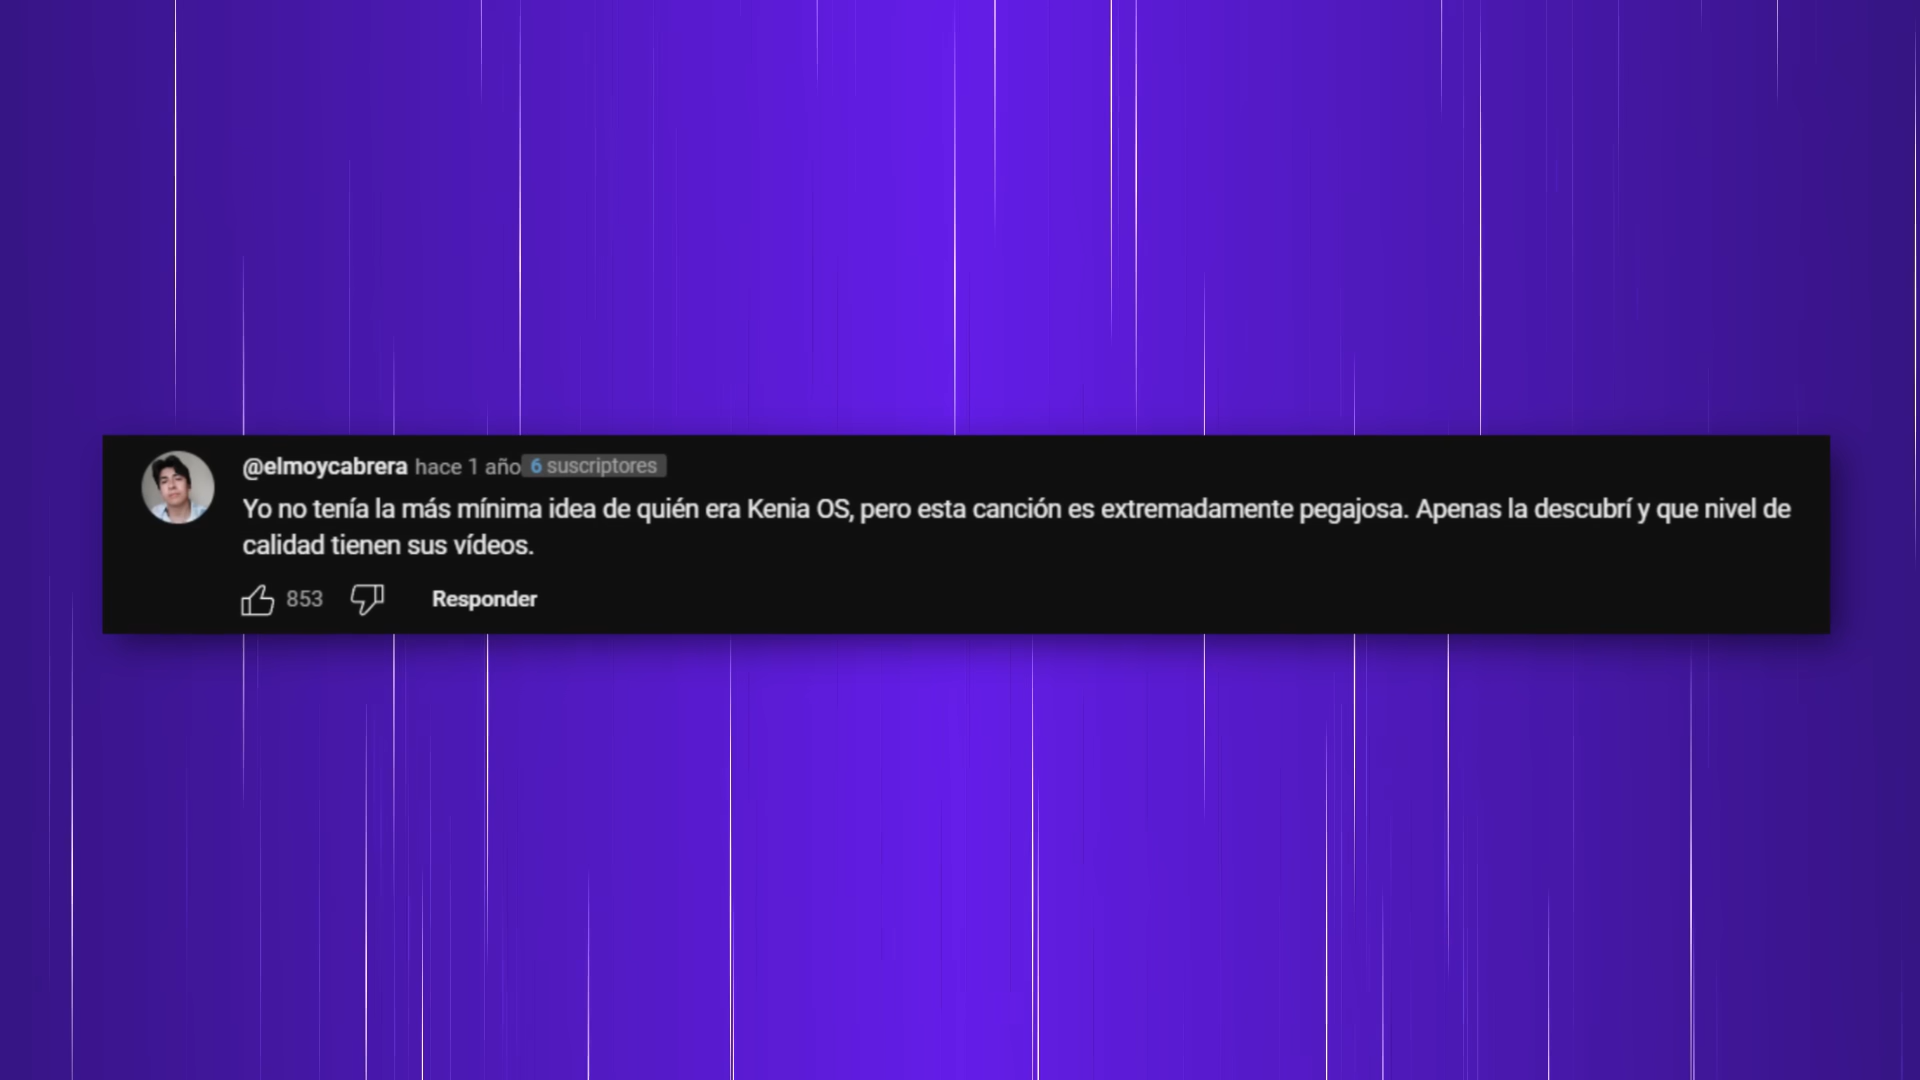 @elmoycabrera hace 1 año 6 suscriptores
Yo no tenía la más mínima idea de quién era Kenia OS, pero esta canción es extremadamente pegajosa. Apenas la descubrí y que nivel de
calidad tienen sus vídeos.
853 Responder